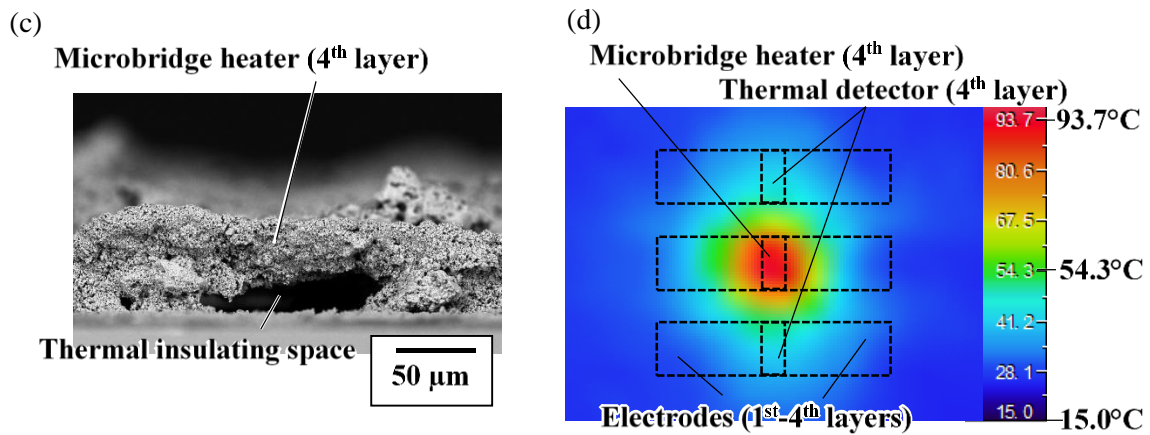 (c)
Microbridge heater (4th layer)
Thermal insulating space
50 µm
(d)
Microbridge heater (4th layer)
Thermal detector (4th layer)
93.7
80.6
67.5
54.3
41.2
28.1
15.0
93.7°C
54.3°C
15.0°C
Electrodes (1st-4th layers)